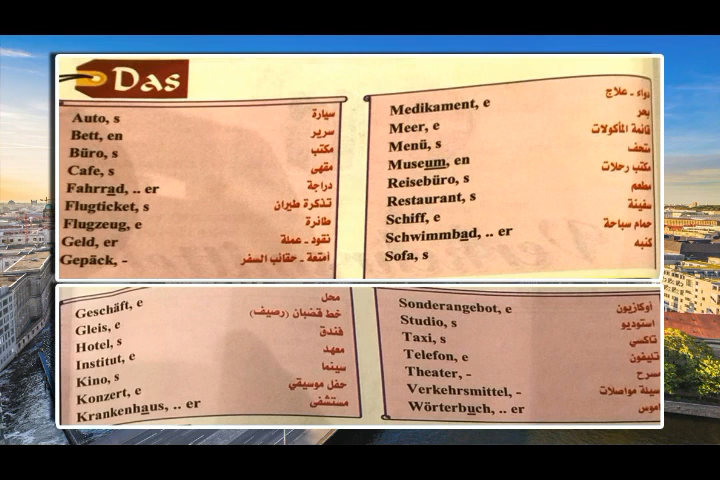 Das
Auto, s سيارة
Bett, en سرير
Büro, s مكتب
Cafe, s مقهى
Fahrrad, .. er دراجة
Flugticket, s تذكرة طيران
Flugzeug, e طائرة
Geld, er نقود ـ عملة
Gepäck, - أمتعة ـ حقائب السفر
Medikament, e دواء ـ علاج
Meer, e بحر
Menü, s قائمة المأكولات
Museum, en متحف
Reisebüro, s مكتب رحلات
Restaurant, s مطعم
Schiff, e سفينة
Schwimmbad, .. er حمام سباحة
Sofa, s كنبه
Geschäft, e محل
Gleis, e خط قضبان (رصيف)
Hotel, s فندق
Institut, e معهد
Kino, s سينما
Konzert, e حفل موسيقي
Krankenhaus, .. er مستشفى
Sonderangebot, e أوكازيون
Studio, s استوديو
Taxi, s تاكسي
Telefon, e تليفون
Theater, - سرح
Verkehrsmittel, - سيلة مواصلات
Wörterbuch, .. er اموس